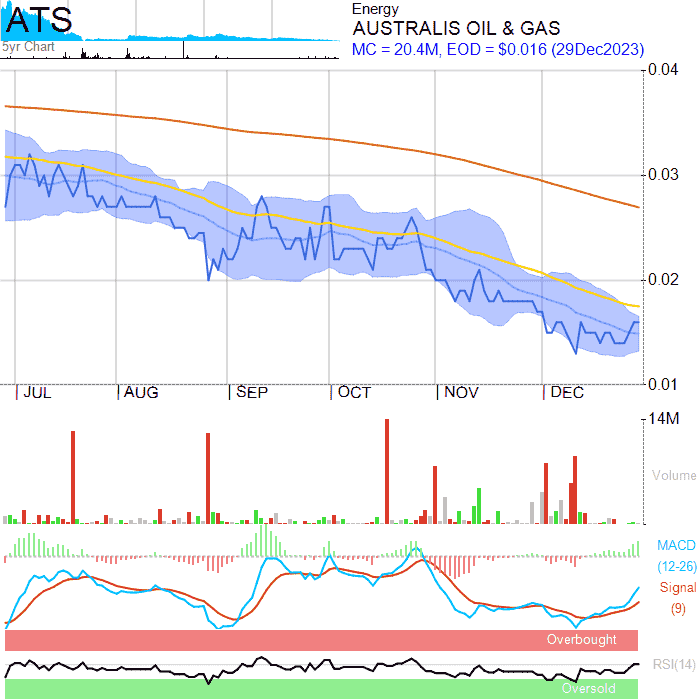 ATS
5yr Chart
Energy
AUSTRALIS OIL & GAS
MC = 20.4M, EOD = $0.016 (29Dec2023)
0.04
0.03
0.02
0.01
JUL AUG SEP OCT NOV DEC
14M
Volume
MACD
(12-26)
Signal
(9)
Overbought
RSI(14)
Oversold